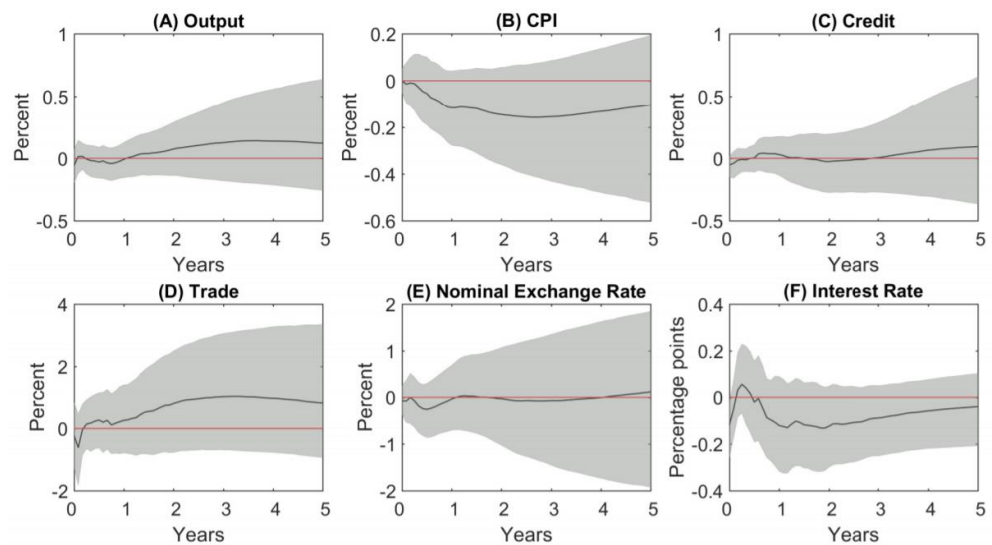 (A) Output
1
0.5
0
-0.5
Percent
0 1 2 3 4 5
Years
(B) CPI
0.2
0
-0.2
-0.4
-0.6
Percent
0 1 2 3 4 5
Years
(C) Credit
1
0.5
0
-0.5
Percent
0 1 2 3 4 5
Years
(D) Trade
4
2
0
-2
Percent
0 1 2 3 4 5
Years
(E) Nominal Exchange Rate
2
1
0
-1
-2
Percent
0 1 2 3 4 5
Years
(F) Interest Rate
0.4
0.2
0
-0.2
-0.4
Percentage points
0 1 2 3 4 5
Years